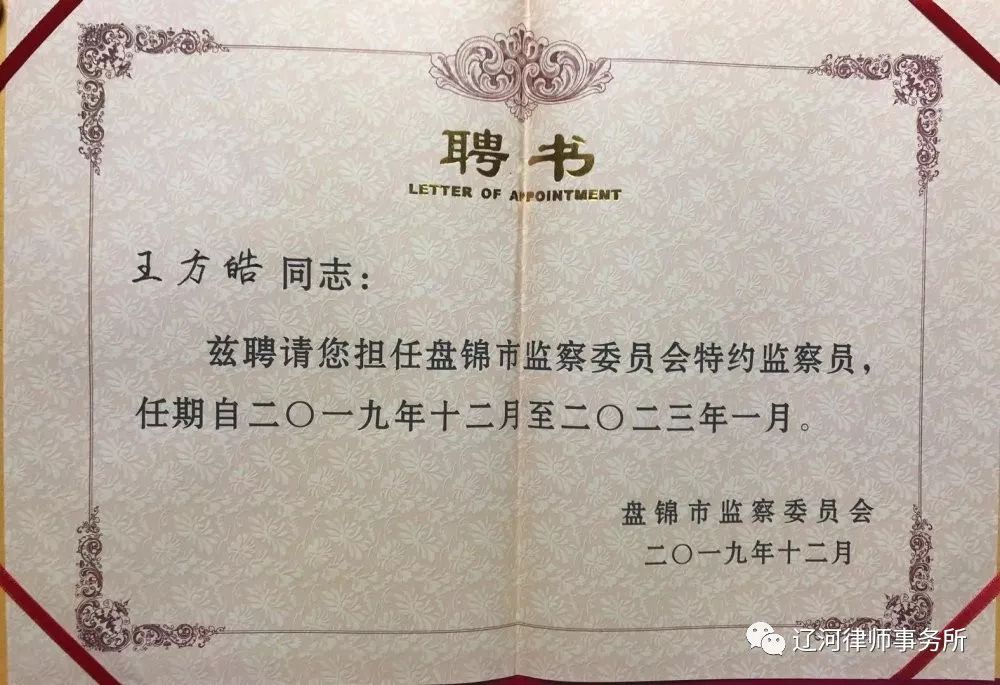 聘书
LETTER OF APPOINTMENT
王方皓 同志：
兹聘请您担任盘锦市监察委员会特约监察员，
任期自二〇一九年十二月至二〇二三年一月。
盘锦市监察委员会
二〇一九年十二月
辽河律师事务所